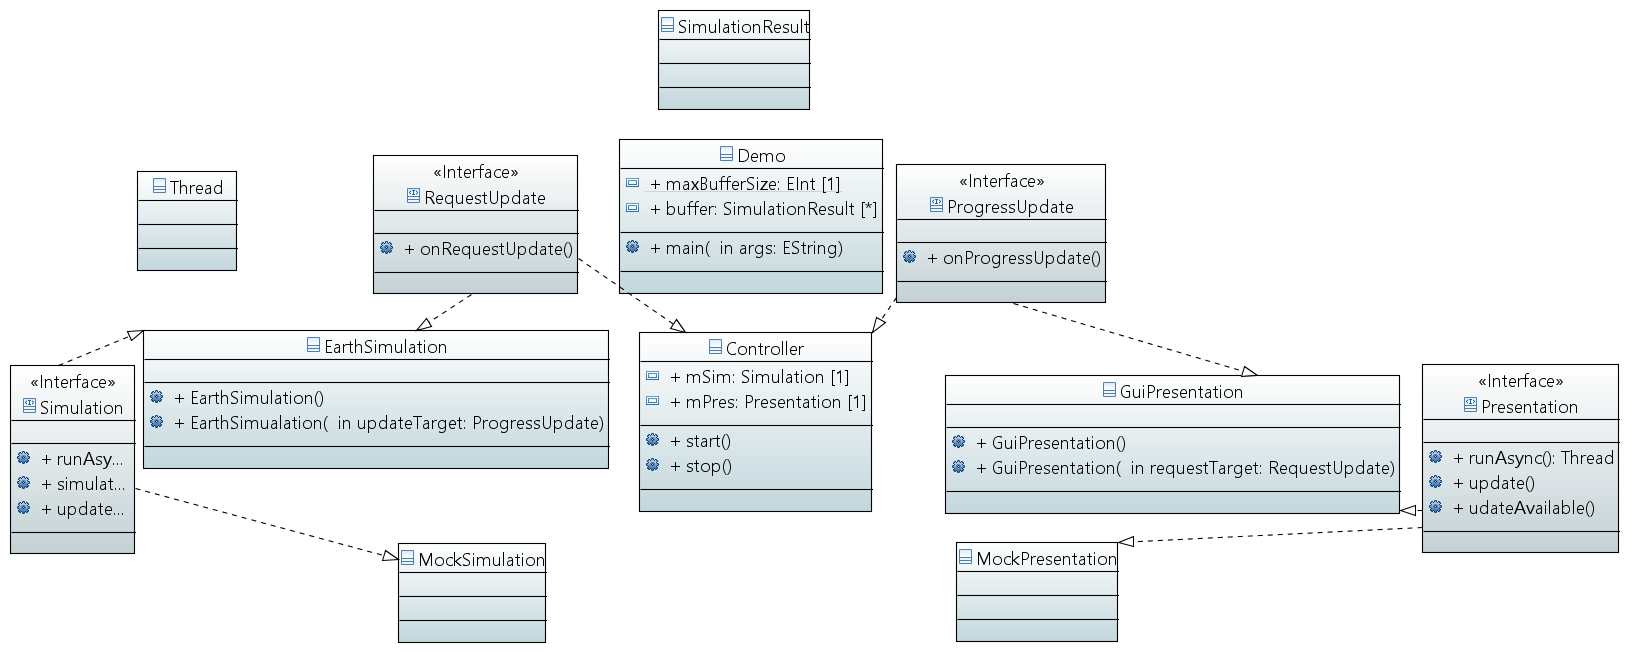 SimulationResult
Thread
«Interface»
RequestUpdate
+ onRequestUpdate()
Demo
+ maxBufferSize: EInt [1]
+ buffer: SimulationResult [*]
+ main(  in args: EString)
«Interface»
ProgressUpdate
+ onProgressUpdate()
«Interface»
Simulation
+ runAsy...
+ simulat...
+ update...
EarthSimulation
+ EarthSimulation()
+ EarthSimualation(  in updateTarget: ProgressUpdate)
Controller
+ mSim: Simulation [1]
+ mPres: Presentation [1]
+ start()
+ stop()
GuiPresentation
+ GuiPresentation()
+ GuiPresentation(  in requestTarget: RequestUpdate)
«Interface»
Presentation
+ runAsync(): Thread
+ update()
+ udateAvailable()
MockSimulation
MockPresentation